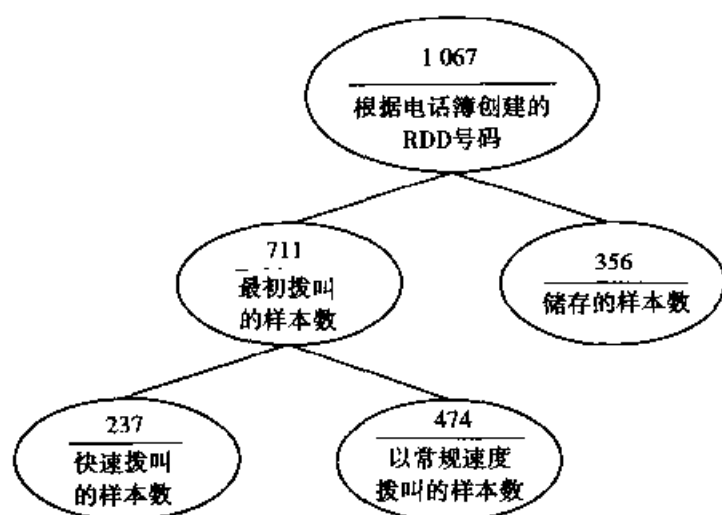 1 067
根据电话簿创建的
RDD号码
711
最初拨叫
的样本数
356
储存的样本数
237
快速拨叫
的样本数
474
以常规速度
拨叫的样本数